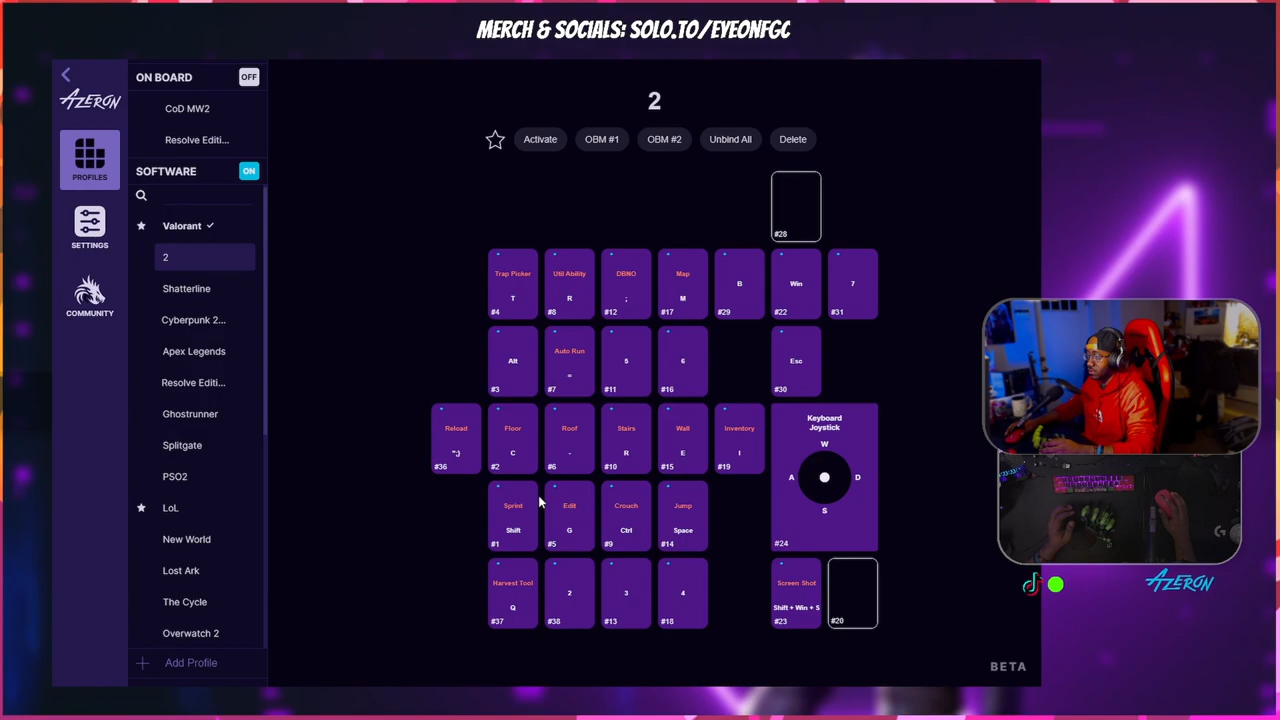 MERCH & SOCIALS: SOLO.TO/EYEONFGC
AZERON
PROFILES
SETTINGS
COMMUNITY
ON BOARD
OFF
CoD MW2
Resolve Editi...
SOFTWARE
ON
Valorant
2
Shatterline
Cyberpunk 2...
Apex Legends
Resolve Editi...
Ghostrunner
Splitgate
PSO2
LoL
New World
Lost Ark
The Cycle
Overwatch 2
Add Profile
2
Activate
OBM #1
OBM #2
Unbind All
Delete
#28
Trap Picker
T
#4
Util Ability
R
#8
DBNO
;
#12
Map
M
#17
B
#29
Win
#22
7
#31
Alt
#3
Auto Run
=
#7
5
#11
6
#16
Esc
#30
Reload
";)
#36
Floor
C
#2
Roof
-
#6
Stairs
R
#10
Wall
E
#15
Inventory
I
#19
Keyboard
Joystick
W
A
D
S
#24
Sprint
Shift
#1
Edit
G
#5
Crouch
Ctrl
#9
Jump
Space
#14
Harvest Tool
Q
#37
2
#38
3
#13
4
#18
Screen Shot
Shift + Win + S
#23
#20
BETA
AZERON